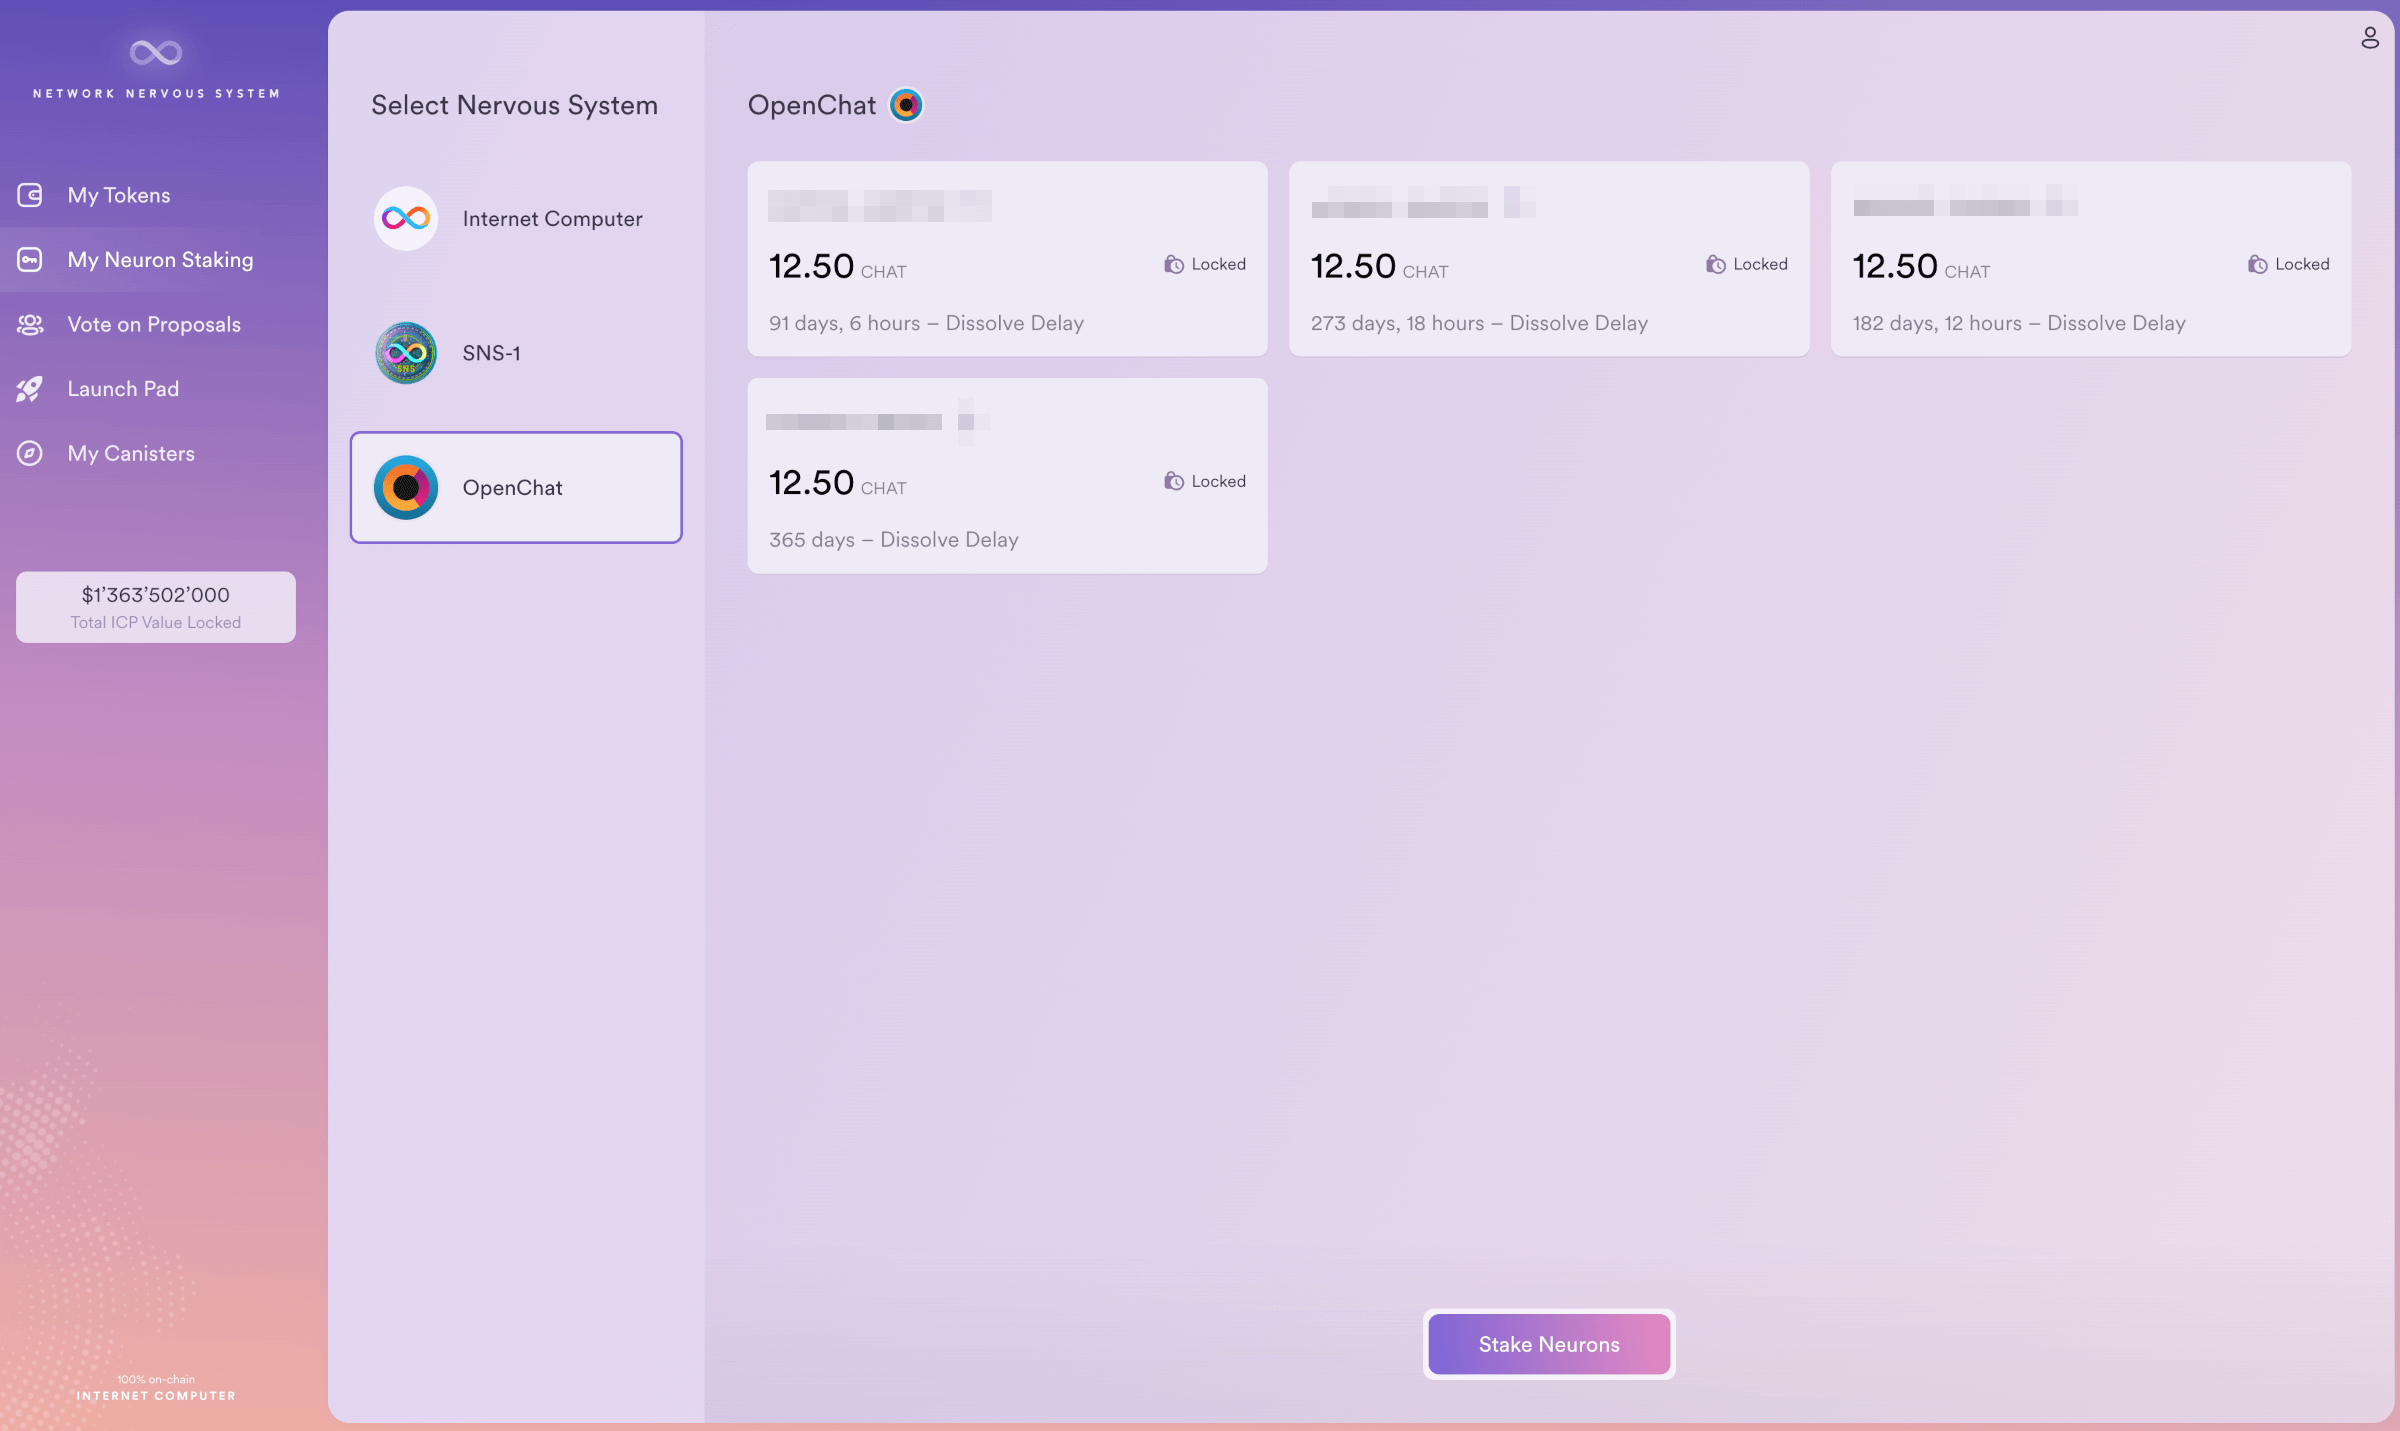 NETWORK NERVOUS SYSTEM
My Tokens
My Neuron Staking
Vote on Proposals
Launch Pad
My Canisters
$1’363’502’000
Total ICP Value Locked
100% on-chain
INTERNET COMPUTER
Select Nervous System
Internet Computer
SNS-1
SNS
OpenChat
OpenChat
12.50 CHAT
Locked
91 days, 6 hours – Dissolve Delay
12.50 CHAT
Locked
273 days, 18 hours – Dissolve Delay
12.50 CHAT
Locked
182 days, 12 hours – Dissolve Delay
12.50 CHAT
Locked
365 days – Dissolve Delay
Stake Neurons